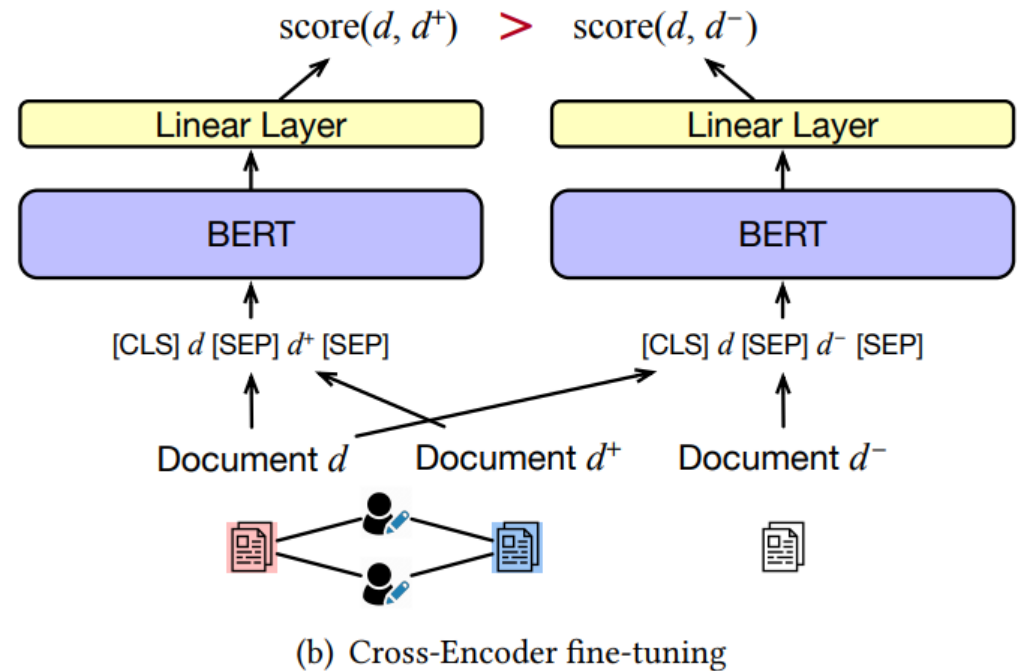 score(d, d⁺) > score(d, d⁻)
Linear Layer Linear Layer
BERT BERT
[CLS] d [SEP] d⁺ [SEP] [CLS] d [SEP] d⁻ [SEP]
Document d Document d⁺ Document d⁻
(b) Cross-Encoder fine-tuning